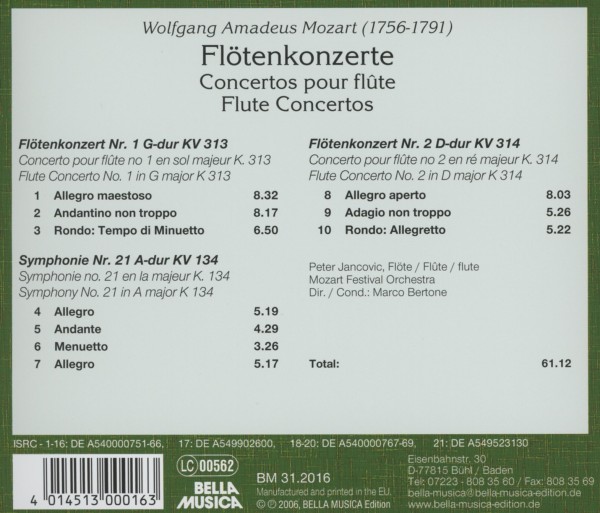 Wolfgang Amadeus Mozart (1756-1791)
Flötenkonzerte
Concertos pour flûte
Flute Concertos
Flötenkonzert Nr. 1 G-dur KV 313
Concerto pour flûte no 1 en sol majeur K. 313
Flute Concerto No. 1 in G major K 313
1 Allegro maestoso 8.32
2 Andantino non troppo 8.17
3 Rondo: Tempo di Minuetto 6.50
Symphonie Nr. 21 A-dur KV 134
Symphonie no. 21 en la majeur K. 134
Symphony No. 21 in A major K 134
4 Allegro 5.19
5 Andante 4.29
6 Menuetto 3.26
7 Allegro 5.17
Flötenkonzert Nr. 2 D-dur KV 314
Concerto pour flûte no 2 en ré majeur K. 314
Flute Concerto No. 2 in D major K 314
8 Allegro aperto 8.03
9 Adagio non troppo 5.26
10 Rondo: Allegretto 5.22
Peter Jancovic, Flöte / Flûte / flute
Mozart Festival Orchestra
Dir. / Cond.: Marco Bertone
Total: 61.12
ISRC - 1-16: DE A540000751-66, 17: DE A549902600, 18-20: DE A540000767-69, 21: DE A549523130
4 014513 000163
LC 00562
BELLA
MUSICA
BM 31.2016
Manufactured and printed in the EU.
℗ © 2006, BELLA MUSICA Edition
Eisenbahnstr. 30
D-77815 Bühl / Baden
Tel.: 07223 - 808 35 60 / Fax: 808 35 69
bella-musica@bella-musica-edition.de
www.bella-musica-edition.de